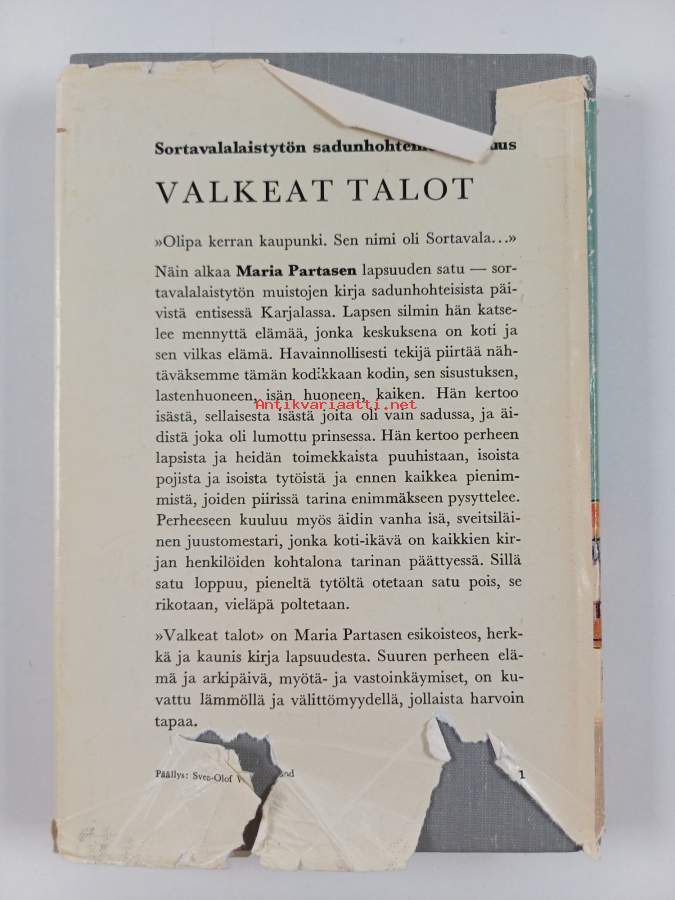 Sortavalalaistytön
VALKEAT TALOT
»Olipa kerran kaupunki. Sen nimi oli Sortavala...»
Näin alkaa Maria Partasen lapsuuden satu — sor-
tavalalaistytön muistojen kirja sadunhohteisista päi-
vistä entisessä Karjalassa. Lapsen silmin hän katse-
lee mennyttä elämää, jonka keskuksena on koti ja
sen vilkas elämä. Havainnollisesti tekijä piirtää näh-
täväksemme tämän kodikkaan kodin, sen sisustuksen,
lastenhuoneen, isän huoneen, kaiken. Hän kertoo
Antikvariaatti.net
isästä, sellaisesta isästä joita oli vain sadussa, ja äi-
distä joka oli lumottu prinsessa. Hän kertoo perheen
lapsista ja heidän toimekkaista puuhistaan, isoista
pojista ja isoista tytöistä ja ennen kaikkea pienim-
mistä, joiden piirissä tarina enimmäkseen pysyttelee.
Perheeseen kuuluu myös äidin vanha isä, sveitsiläi-
nen juustomestari, jonka koti-ikävä on kaikkien kir-
jan henkilöiden kohtalona tarinan päättyessä. Sillä
satu loppuu, pieneltä tytöltä otetaan satu pois, se
rikotaan, vieläpä poltetaan.
»Valkeat talot» on Maria Partasen esikoisteos, herk-
kä ja kaunis kirja lapsuudesta. Suuren perheen elä-
mä ja arkipäivä, myötä- ja vastoinkäymiset, on ku-
vattu lämmöllä ja välittömyydellä, jollaista harvoin
tapaa.
Päällys: Sven-Olof
1